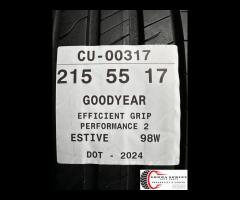 CU-00317
215 55 17
GOODYEAR
EFFICIENT GRIP
PERFORMANCE 2
ESTIVE 98W
DOT - 2024